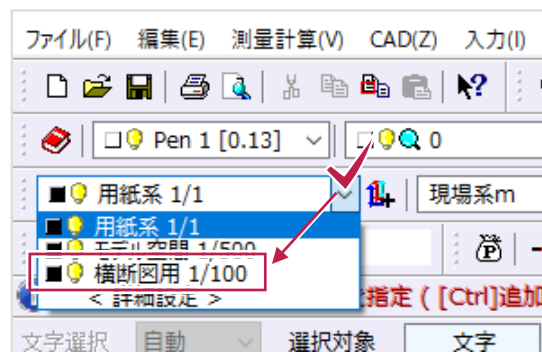 ファイル(F) 編集(E) 測量計算(V) CAD(Z) 入力(I)
Pen 1 [0.13] 0
用紙系 1/1 現場系m
用紙系 1/1
モデル空間 1/500
横断図用 1/100
< 詳細設定 >
指定 ( [Ctrl]追加
文字選択 自動 選択対象 文字